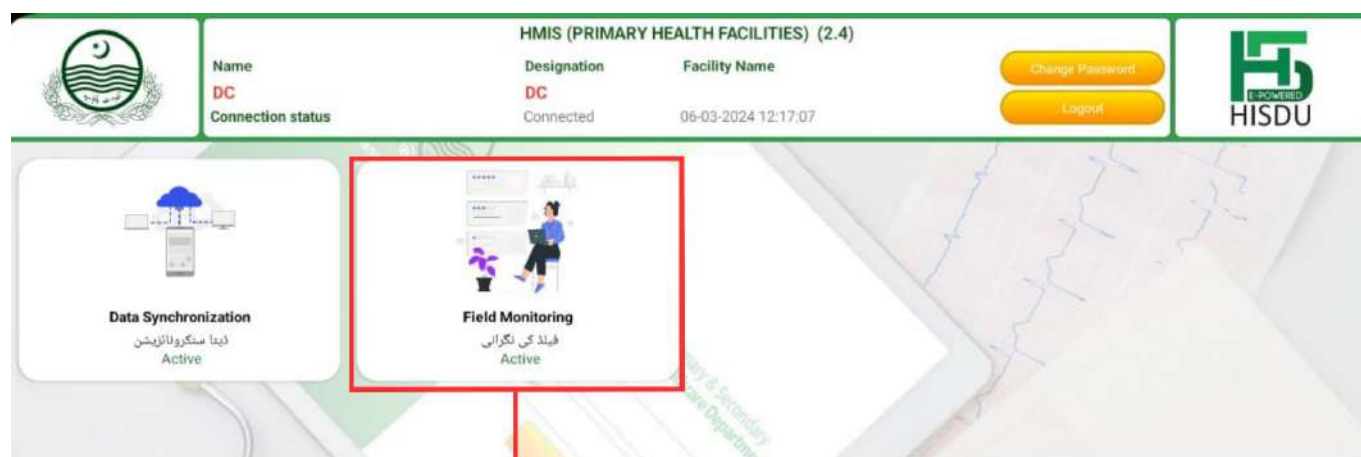 HMIS (PRIMARY HEALTH FACILITIES) (2.4)
Name Designation Facility Name
DC DC
Connection status Connected 06-03-2024 12:17:07
Change Password
Logout
E-POWERED
HISDU
Data Synchronization
ڈیٹا سنکرونائزیشن
Active
Field Monitoring
فیلڈ کی نگرانی
Active